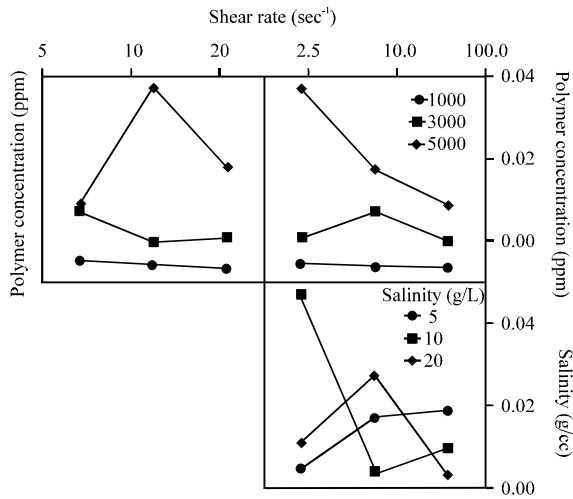 Shear rate (sec-1)
5 10 20 2.5 10.0 100.0
Polymer concentration (ppm)
1000
3000
5000
0.04
0.02
0.00
Polymer concentration (ppm)
Salinity (g/L)
5
10
20
0.04
0.02
0.00
Salinity (g/cc)